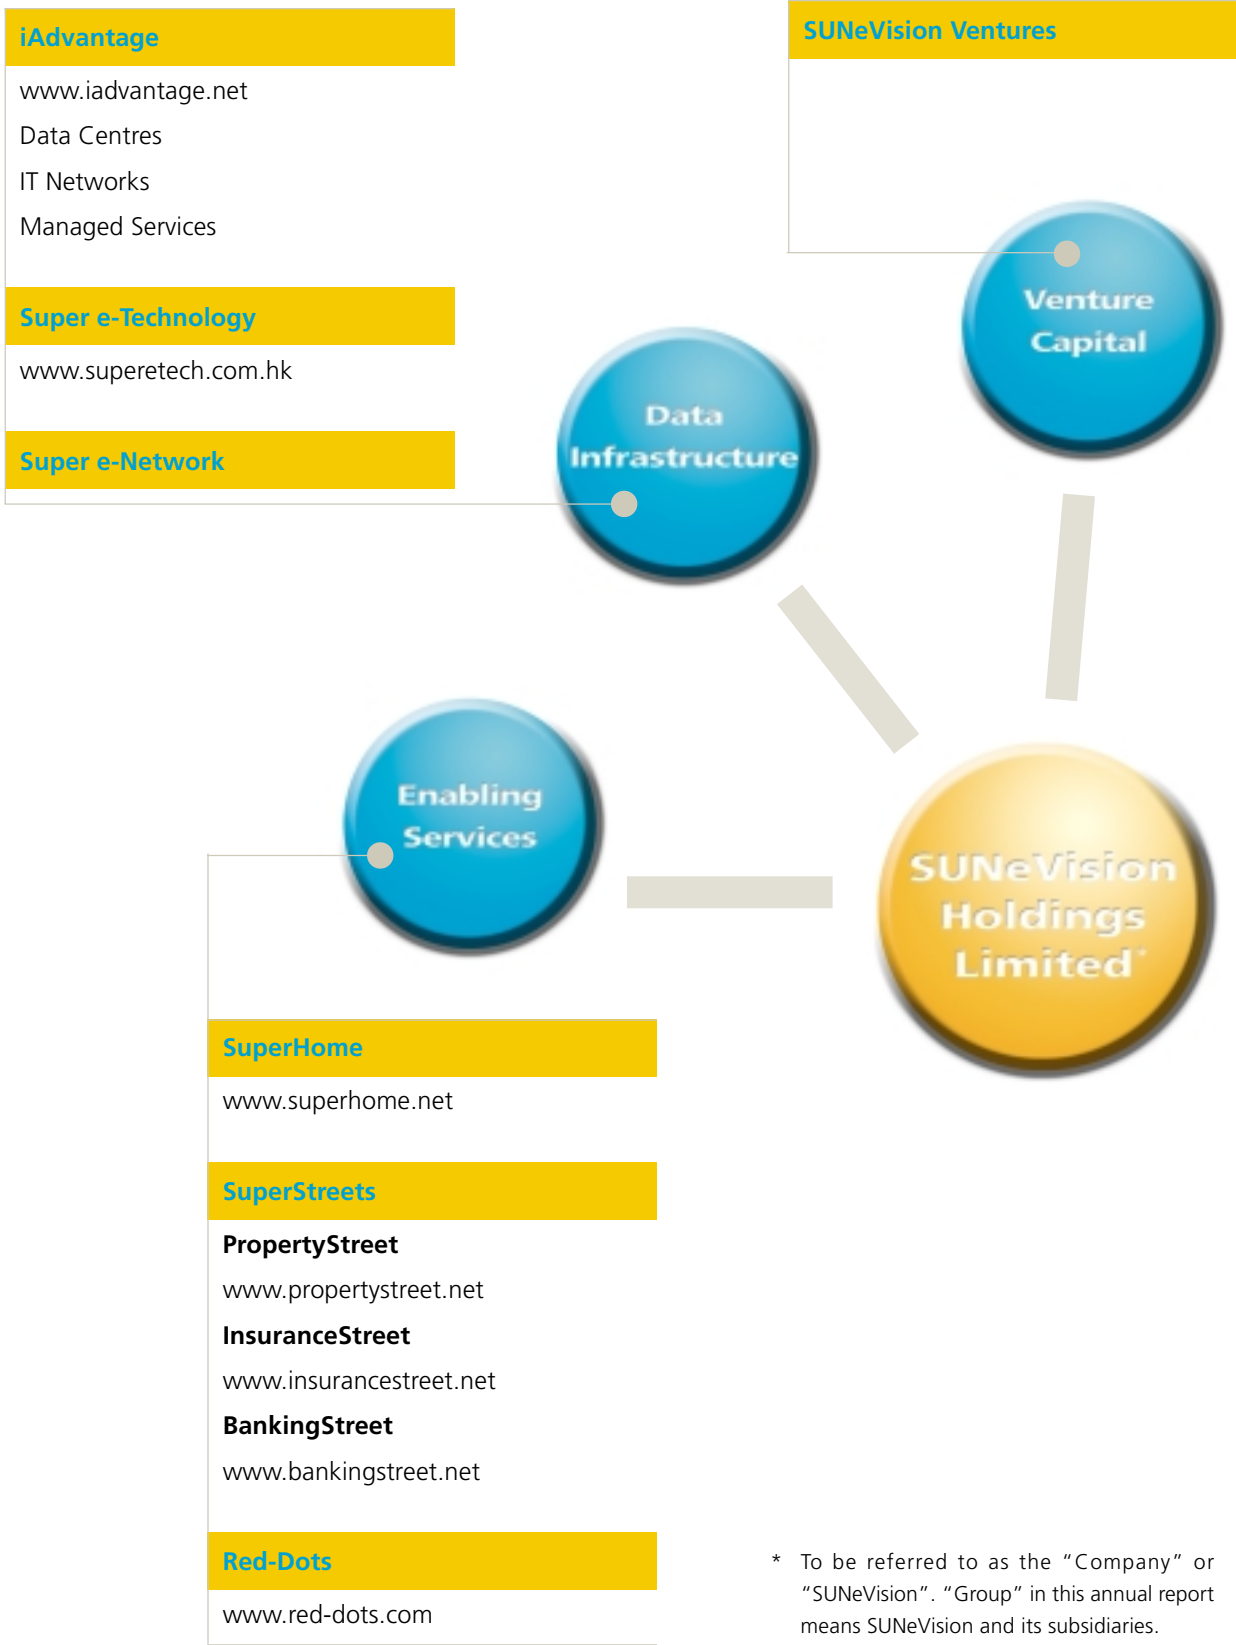 iAdvantage
www.iadvantage.net
Data Centres
IT Networks
Managed Services
Super e-Technology
www.superetech.com.hk
Super e-Network
SUNeVision Ventures
Venture
Capital
Data
Infrastructure
Enabling
Services
SUNeVision
Holdings
Limited*
SuperHome
www.superhome.net
SuperStreets
PropertyStreet
www.propertystreet.net
InsuranceStreet
www.insurancestreet.net
BankingStreet
www.bankingstreet.net
Red-Dots
www.red-dots.com
* To be referred to as the “Company” or
“SUNeVision”. “Group” in this annual report
means SUNeVision and its subsidiaries.